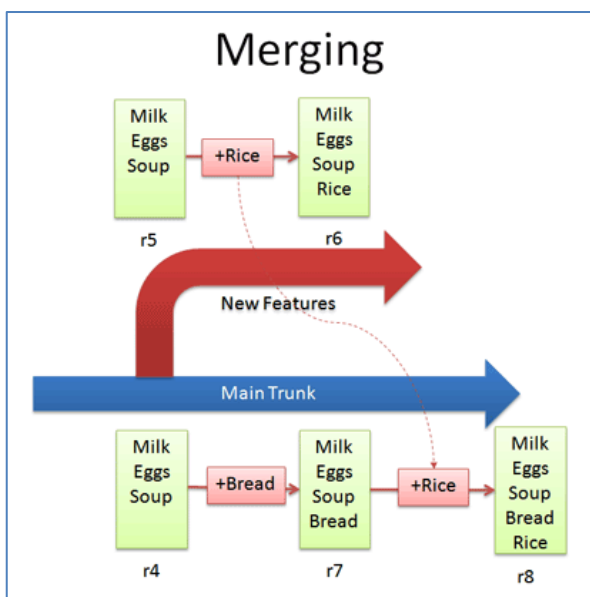 Merging
Milk
Eggs
Soup
+Rice
Milk
Eggs
Soup
Rice
r5
r6
New Features
Main Trunk
Milk
Eggs
Soup
+Bread
Milk
Eggs
Soup
Bread
+Rice
Milk
Eggs
Soup
Bread
Rice
r4
r7
r8